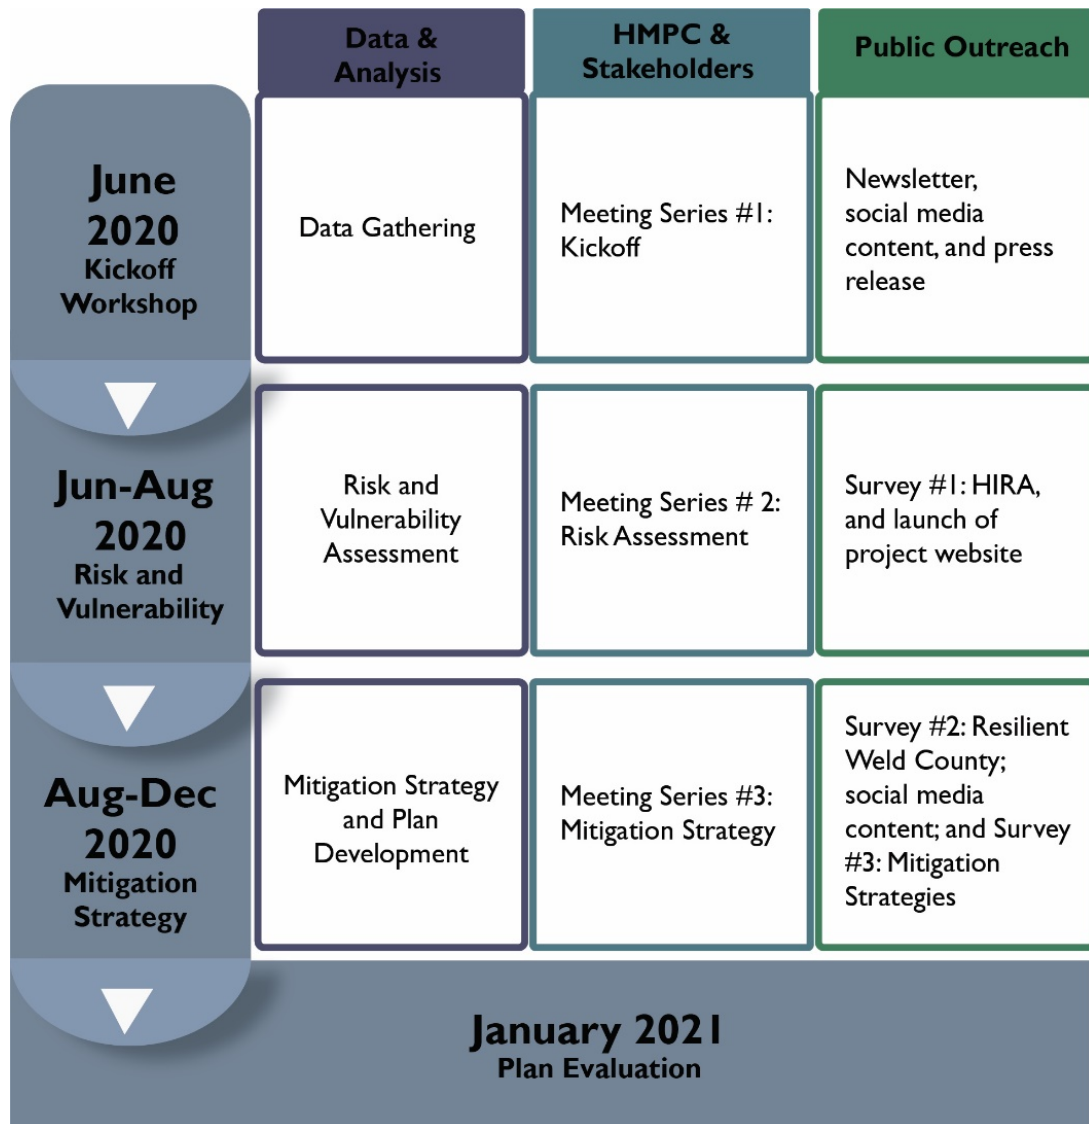 Data &
Analysis
HMPC &
Stakeholders
Public Outreach
June
2020
Kickoff
Workshop
Data Gathering
Meeting Series #1:
Kickoff
Newsletter,
social media
content, and press
release
Jun-Aug
2020
Risk and
Vulnerability
Risk and
Vulnerability
Assessment
Meeting Series # 2:
Risk Assessment
Survey #1: HIRA,
and launch of
project website
Aug-Dec
2020
Mitigation
Strategy
Mitigation Strategy
and Plan
Development
Meeting Series #3:
Mitigation Strategy
Survey #2: Resilient
Weld County;
social media
content; and Survey
#3: Mitigation
Strategies
January 2021
Plan Evaluation